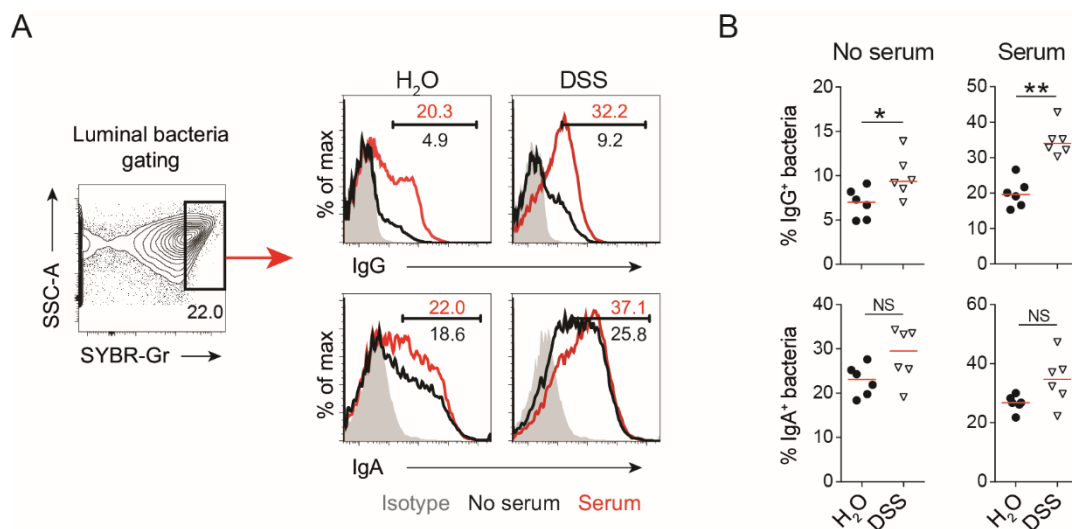 A
Luminal bacteria
gating
SSC-A
22.0
SYBR-Gr
H2O
DSS
% of max
20.3
4.9
32.2
9.2
IgG
% of max
22.0
18.6
37.1
25.8
IgA
Isotype No serum Serum
B
No serum
Serum
% IgG+ bacteria
20
15
10
5
0
*
50
40
30
20
10
0
**
% IgA+ bacteria
40
30
20
10
0
NS
H2O
DSS
60
40
20
0
NS
H2O
DSS